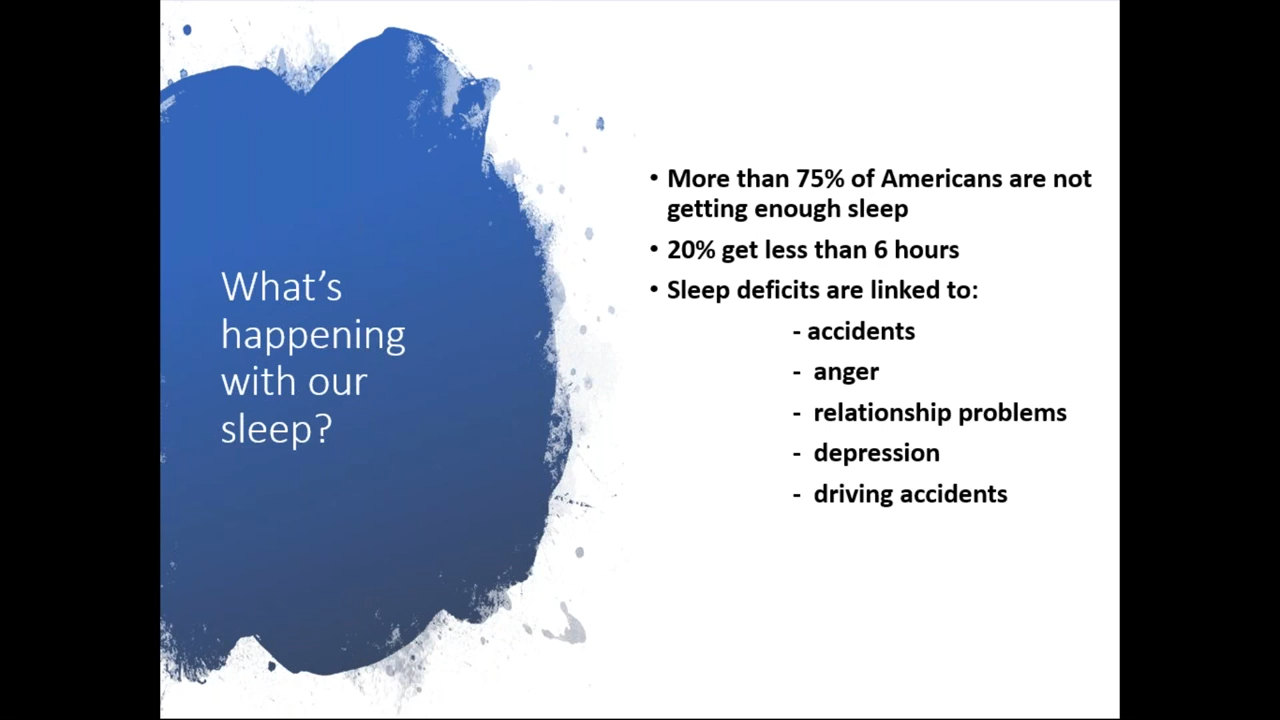 What’s
happening
with our
sleep?
• More than 75% of Americans are not
getting enough sleep
• 20% get less than 6 hours
• Sleep deficits are linked to:
- accidents
- anger
- relationship problems
- depression
- driving accidents